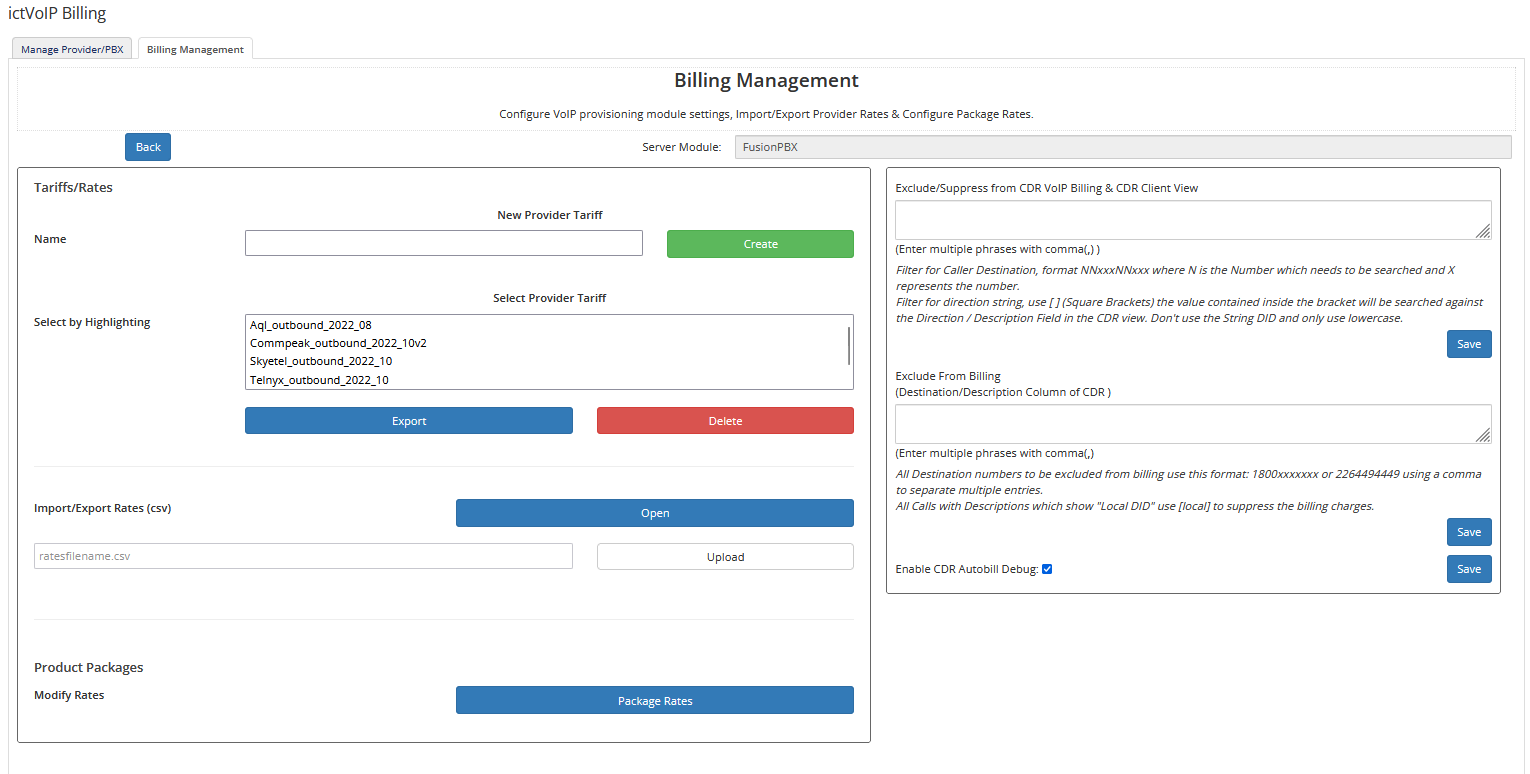 ictVoIP Billing
Manage Provider/PBX
Billing Management
Billing Management
Configure VoIP provisioning module settings, Import/Export Provider Rates & Configure Package Rates.
Back
Server Module:
FusionPBX
Tariffs/Rates
New Provider Tariff
Name
Create
Select Provider Tariff
Select by Highlighting
Aql_outbound_2022_08
Commpeak_outbound_2022_10v2
Skyetel_outbound_2022_10
Telnyx_outbound_2022_10
Export
Delete
Import/Export Rates (csv)
Open
ratesfilename.csv
Upload
Product Packages
Modify Rates
Package Rates
Exclude/Suppress from CDR VoIP Billing & CDR Client View
(Enter multiple phrases with comma(,) )
Filter for Caller Destination, format NNxxxNNxxx where N is the Number which needs to be searched and X
represents the number.
Filter for direction string, use [ ] (Square Brackets) the value contained inside the bracket will be searched against
the Direction / Description Field in the CDR view. Don't use the String DID and only use lowercase.
Save
Exclude From Billing
(Destination/Description Column of CDR )
(Enter multiple phrases with comma(,)
All Destination numbers to be excluded from billing use this format: 1800xxxxxxx or 2264494449 using a comma
to separate multiple entries.
All Calls with Descriptions which show "Local DID" use [local] to suppress the billing charges.
Save
Enable CDR Autobill Debug:
Save